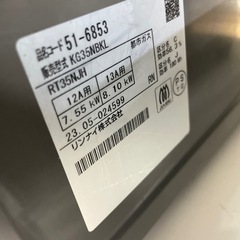 品名コード 51-6853
販売型式 KG35NBKL
RT35NJH 都市ガス
12A用 13A用
7.55 kW 8.10 kW RN
23.05-024599
リンナイ株式会社